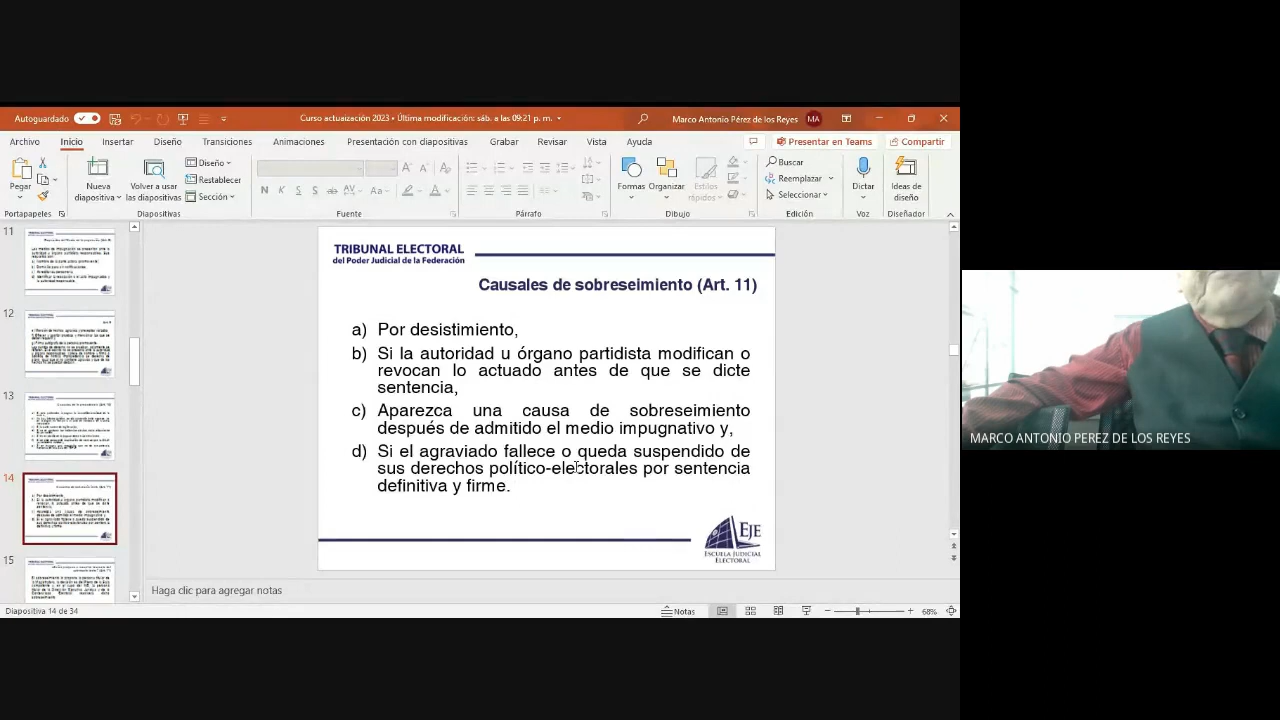 Autoguardado
Curso actuaización 2023 • Última modificación: sáb. a las 09:21 p. m.
Marco Antonio Pérez de los Reyes
MA
Archivo Inicio Insertar Diseño Transiciones Animaciones Presentación con diapositivas Grabar Revisar Vista Ayuda
Presentar en Teams
Compartir
Pegar
Nueva diapositiva
Volver a usar las diapositivas
Diseño
Restablecer
Sección
N K S S ab AV Aa A
Formas
Organizar
Estilos rápidos
Buscar
Reemplazar
Seleccionar
Dictar
Ideas de diseño
Portapapeles
Diapositivas
Fuente
Párrafo
Dibujo
Edición
Voz
Diseñador
11
12
13
14
15
TRIBUNAL ELECTORAL
del Poder Judicial de la Federación
Causales de sobreseimiento (Art. 11)
a) Por desistimiento,
b) Si la autoridad u órgano partidista modifican o
revocan lo actuado antes de que se dicte
sentencia,
c) Aparezca una causa de sobreseimiento
después de admitido el medio impugnativo y,
d) Si el agraviado fallece o queda suspendido de
sus derechos político-electorales por sentencia
definitiva y firme.
EJE
ESCUELA JUDICIAL
ELECTORAL
Haga clic para agregar notas
Diapositiva 14 de 34
Notas
68%
MARCO ANTONIO PEREZ DE LOS REYES